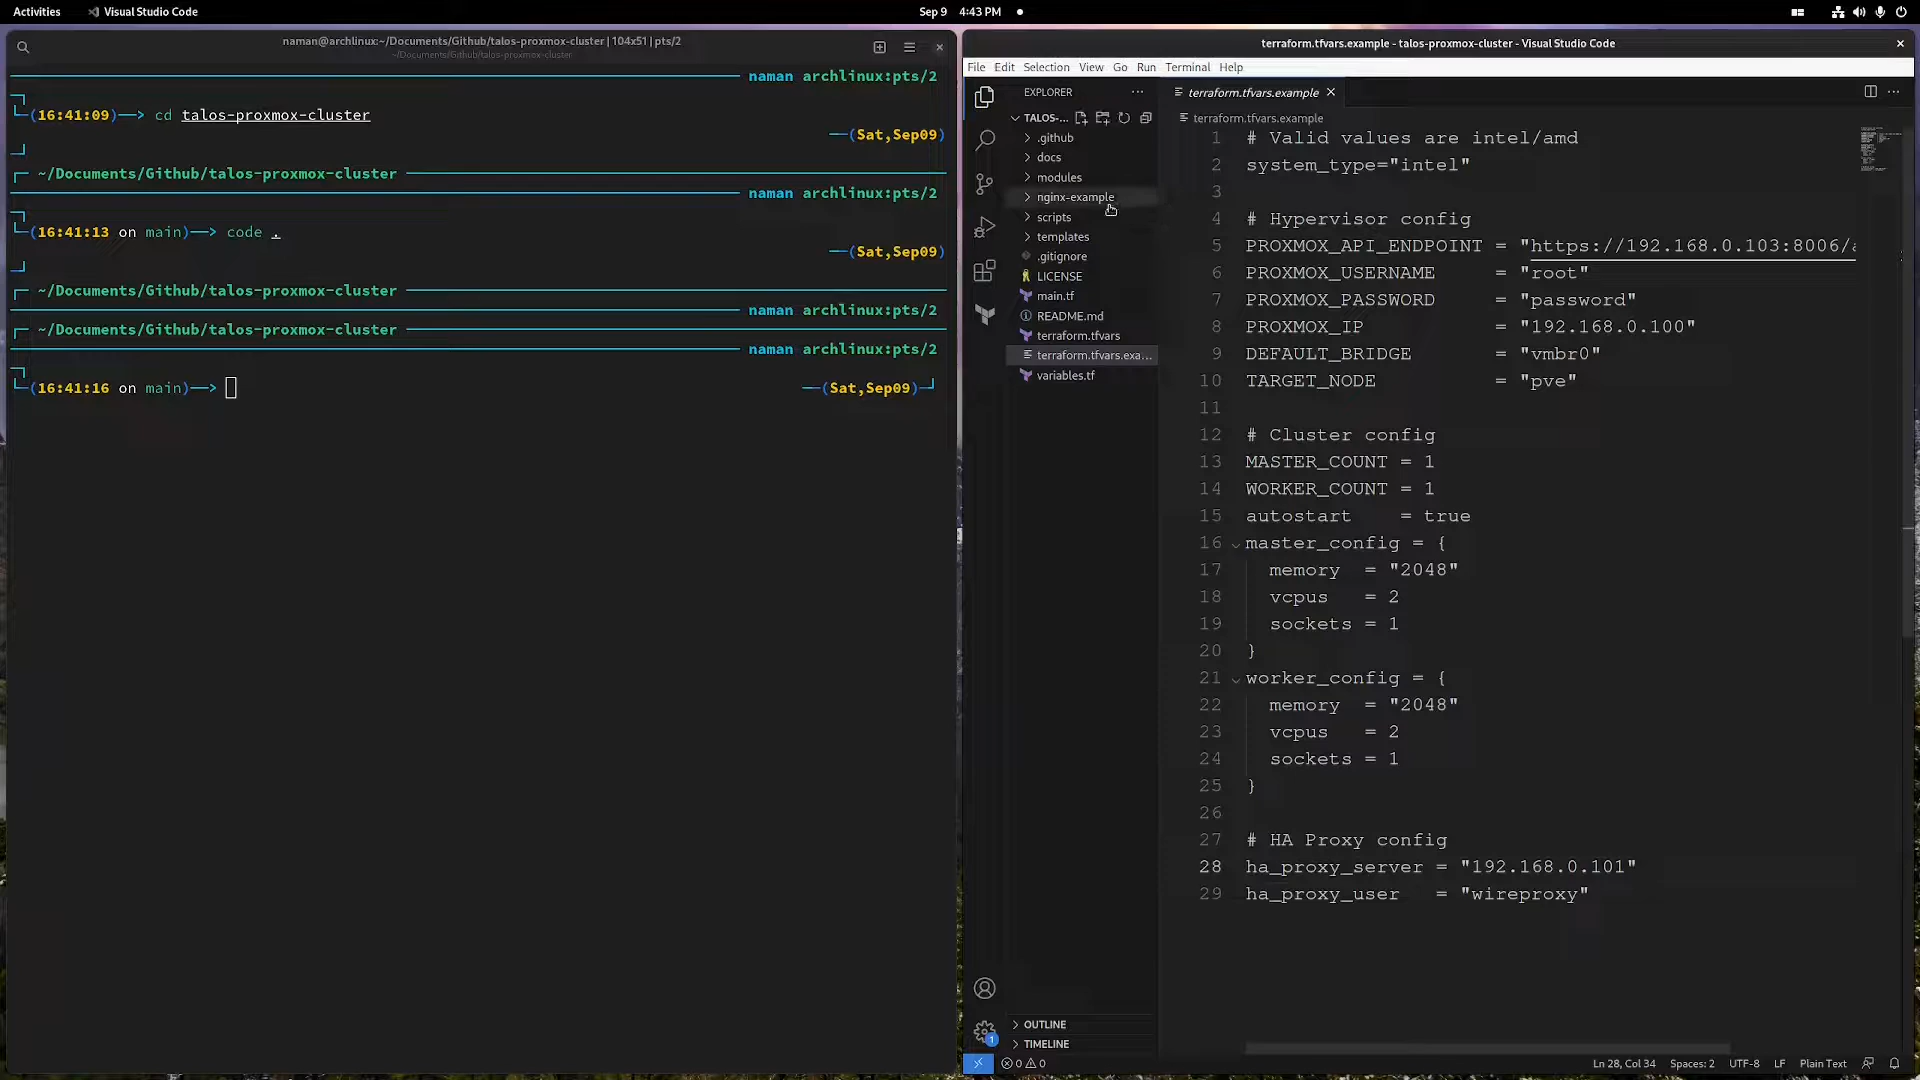 Activities
Visual Studio Code
Sep 9 4:43 PM
naman@archlinux:~/Documents/Github/talos-proxmox-cluster | 104x51 | pts/2
~/Documents/Github/talos-proxmox-cluster
naman archlinux:pts/2
(16:41:09)──> cd talos-proxmox-cluster
──(Sat,Sep09)
~/Documents/Github/talos-proxmox-cluster
naman archlinux:pts/2
(16:41:13 on main)──> code .
──(Sat,Sep09)
~/Documents/Github/talos-proxmox-cluster
naman archlinux:pts/2
~/Documents/Github/talos-proxmox-cluster
naman archlinux:pts/2
(16:41:16 on main)──>
──(Sat,Sep09)
terraform.tfvars.example - talos-proxmox-cluster - Visual Studio Code
File Edit Selection View Go Run Terminal Help
EXPLORER
TALOS-...
.github
docs
modules
nginx-example
scripts
templates
.gitignore
LICENSE
main.tf
README.md
terraform.tfvars
terraform.tfvars.exa...
variables.tf
OUTLINE
TIMELINE
1
terraform.tfvars.example
terraform.tfvars.example
1 # Valid values are intel/amd
2 system_type="intel"
3
4 # Hypervisor config
5 PROXMOX_API_ENDPOINT = "https://192.168.0.103:8006/
6 PROXMOX_USERNAME = "root"
7 PROXMOX_PASSWORD = "password"
8 PROXMOX_IP = "192.168.0.100"
9 DEFAULT_BRIDGE = "vmbr0"
10 TARGET_NODE = "pve"
11
12 # Cluster config
13 MASTER_COUNT = 1
14 WORKER_COUNT = 1
15 autostart = true
16 master_config = {
17 memory = "2048"
18 vcpus = 2
19 sockets = 1
20 }
21 worker_config = {
22 memory = "2048"
23 vcpus = 2
24 sockets = 1
25 }
26
27 # HA Proxy config
28 ha_proxy_server = "192.168.0.101"
29 ha_proxy_user = "wireproxy"
0 0
Ln 28, Col 34 Spaces: 2 UTF-8 LF Plain Text